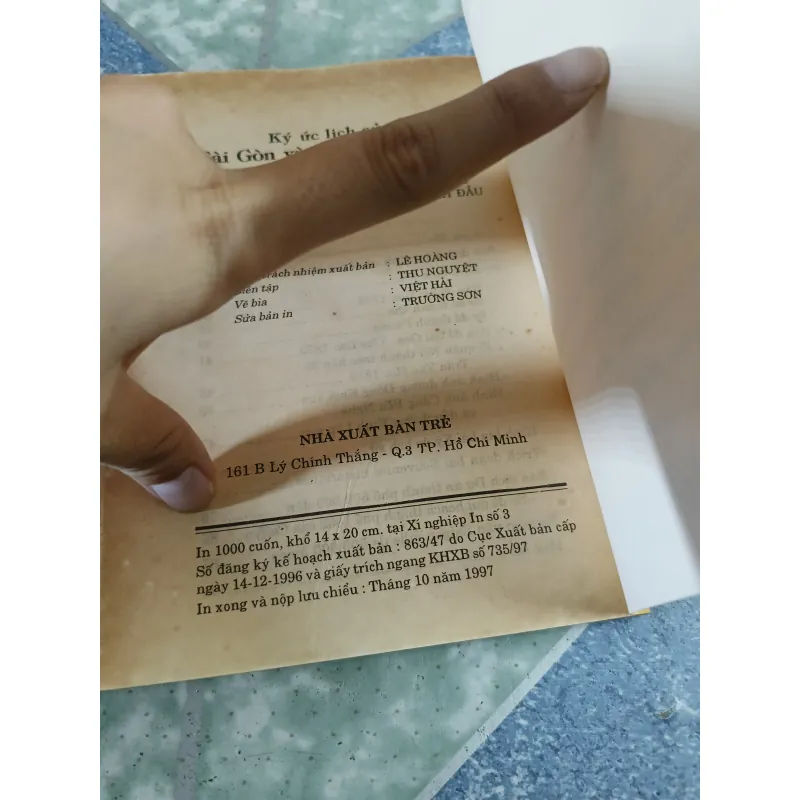 Ký ức lịch
Gòn
ĐẦU
trách nhiệm xuất bản : LÊ HOÀNG
tập : THU NGUYỆT
Vẽ bìa : VIỆT HẢI
Sửa bản in : TRƯỜNG SƠN
NHÀ XUẤT BẢN TRẺ
161 B Lý Chính Thắng - Q.3 TP. Hồ Chí Minh
In 1000 cuốn, khổ 14 x 20 cm. tại Xí nghiệp In số 3
Số đăng ký kế hoạch xuất bản : 863/47 do Cục Xuất bản cấp
ngày 14-12-1996 và giấy trích ngang KHXB số 735/97
In xong và nộp lưu chiểu : Tháng 10 năm 1997